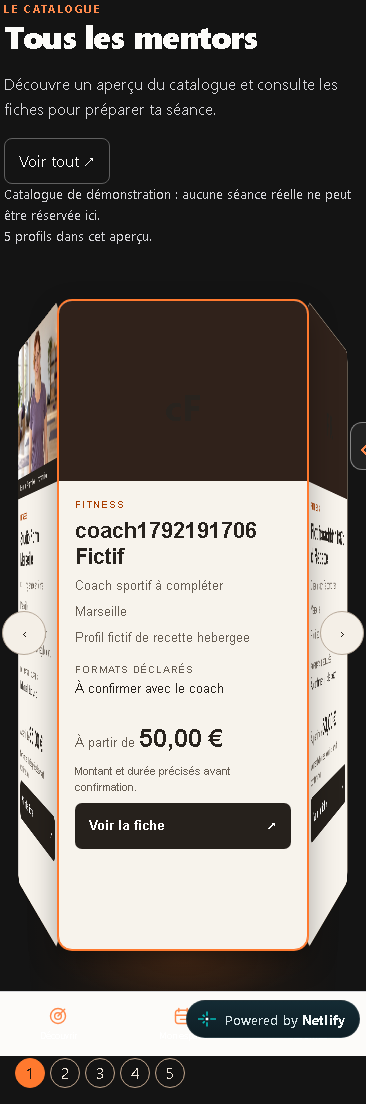 LE CATALOGUE
Tous les mentors
Découvre un aperçu du catalogue et consulte les
fiches pour préparer ta séance.
Voir tout ↗
Catalogue de démonstration : aucune séance réelle ne peut
être réservée ici.
5 profils dans cet aperçu.
FITNESS
coach1792191706
Fictif
Coach sportif à compléter
Marseille
Profil fictif de recette hebergee
FORMATS DÉCLARÉS
À confirmer avec le coach
À partir de 50,00 €
Montant et durée précisés avant
confirmation.
Voir la fiche ↗
Powered by Netlify
1 2 3 4 5